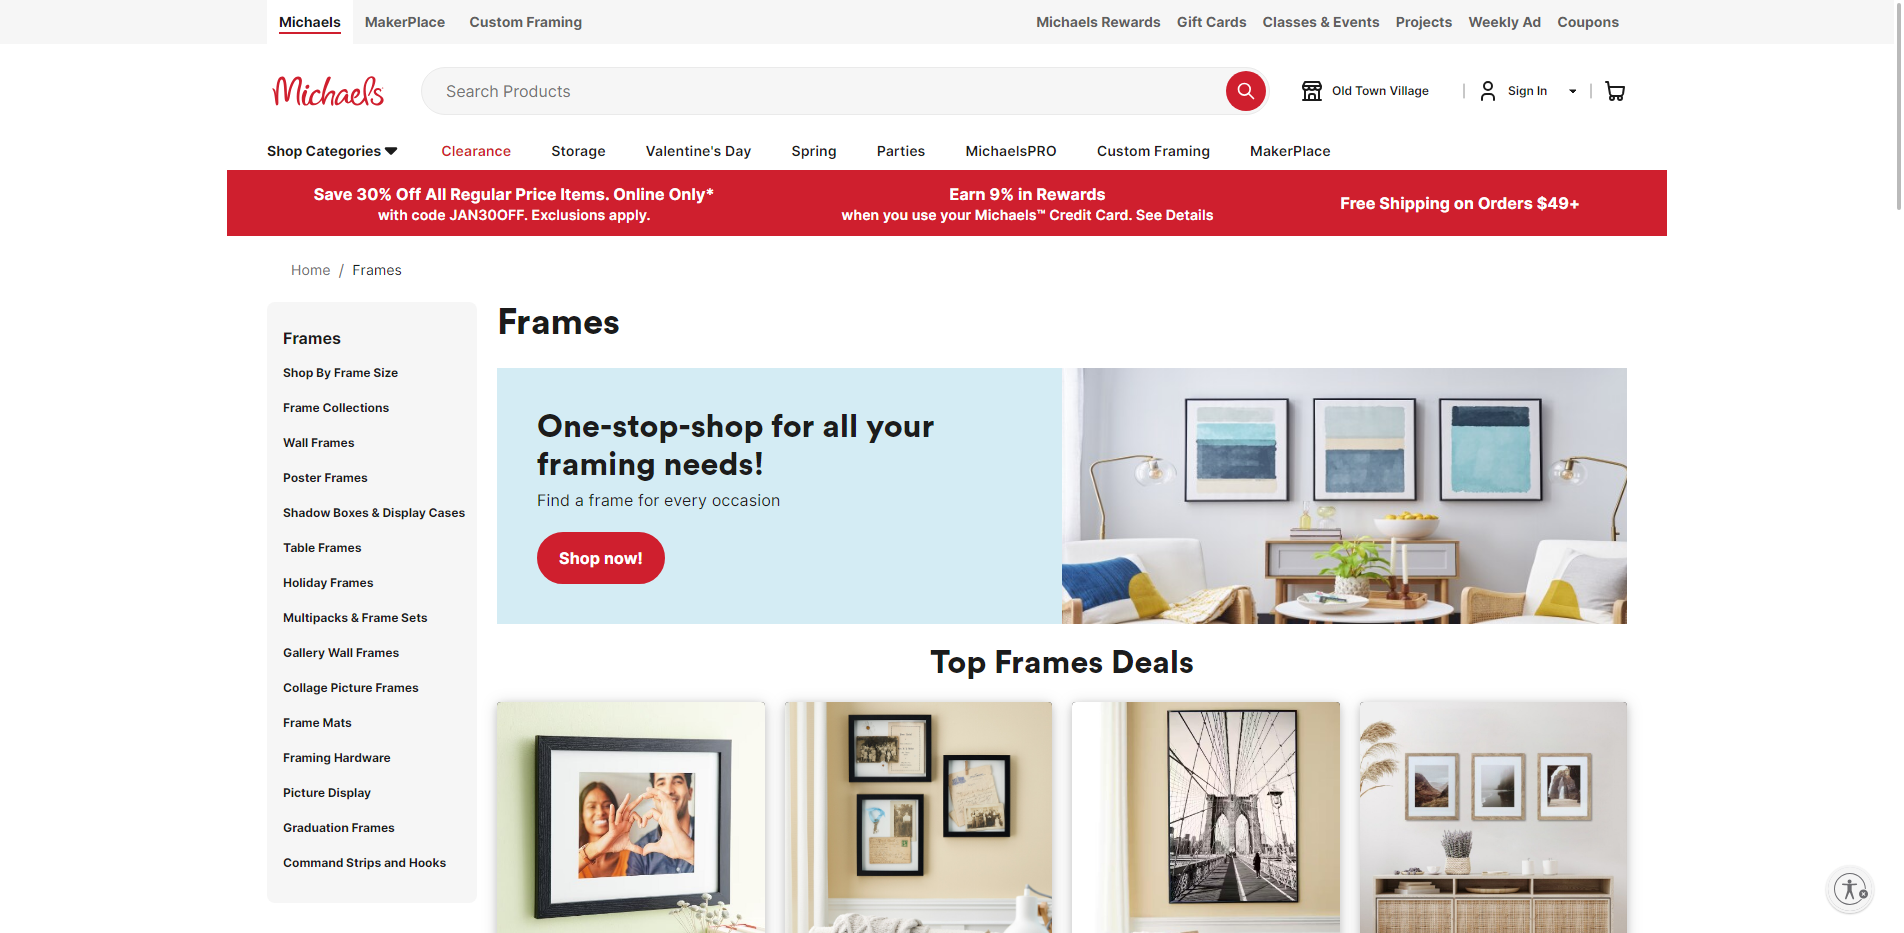 Michaels MakerPlace Custom Framing Michaels Rewards Gift Cards Classes & Events Projects Weekly Ad Coupons
Michaels Search Products Old Town Village Sign In
Shop Categories Clearance Storage Valentine's Day Spring Parties MichaelsPRO Custom Framing MakerPlace
Save 30% Off All Regular Price Items. Online Only*
with code JAN30OFF. Exclusions apply.
Earn 9% in Rewards
when you use your Michaels™ Credit Card. See Details
Free Shipping on Orders $49+
Home / Frames
Frames
Shop By Frame Size
Frame Collections
Wall Frames
Poster Frames
Shadow Boxes & Display Cases
Table Frames
Holiday Frames
Multipacks & Frame Sets
Gallery Wall Frames
Collage Picture Frames
Frame Mats
Framing Hardware
Picture Display
Graduation Frames
Command Strips and Hooks
Frames
One-stop-shop for all your
framing needs!
Find a frame for every occasion
Shop now!
Top Frames Deals